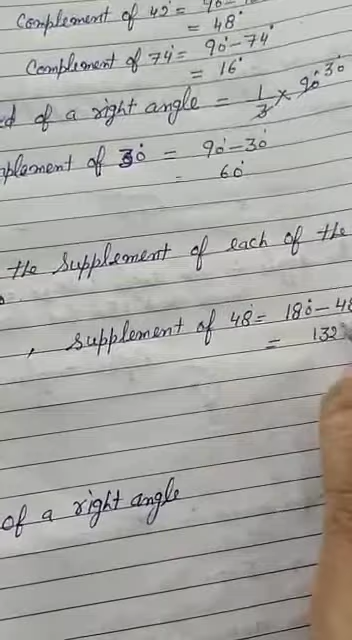 Complement of 42° = 90-
= 48°
Complement of 74° = 90°-74°
= 16°
of a right angle = 1/3 × 90° 30
of 30° = 90°-30°
- 60°
the supplement of each of the
, supplement of 48° = 180°-48
= 132°
of a right angle